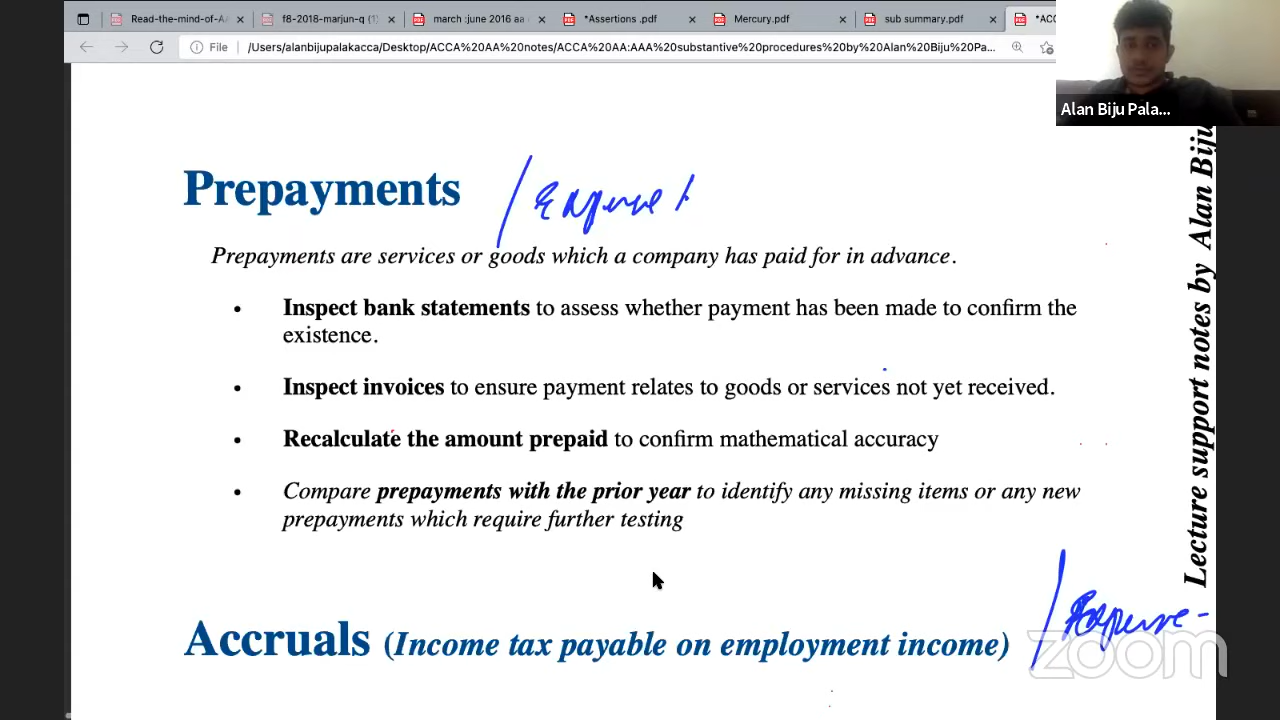 Read-the-mind-of-A
f8-2018-marjun-q (1)
march :june 2016 aa
*Assertions .pdf
Mercury.pdf
sub summary.pdf
*ACC
File
/Users/alanbijupalakacca/Desktop/ACCA%20AA%20notes/ACCA%20AA:AAA%20substantive%20procedures%20by%20Alan%20Biju%20Pa...
Alan Biju Pala...
Prepayments
Expense
Prepayments are services or goods which a company has paid for in advance.
• Inspect bank statements to assess whether payment has been made to confirm the
existence.
• Inspect invoices to ensure payment relates to goods or services not yet received.
• Recalculate the amount prepaid to confirm mathematical accuracy
• Compare prepayments with the prior year to identify any missing items or any new
prepayments which require further testing
Accruals (Income tax payable on employment income)
Expense -
Lecture support notes by Alan Biju
zoom